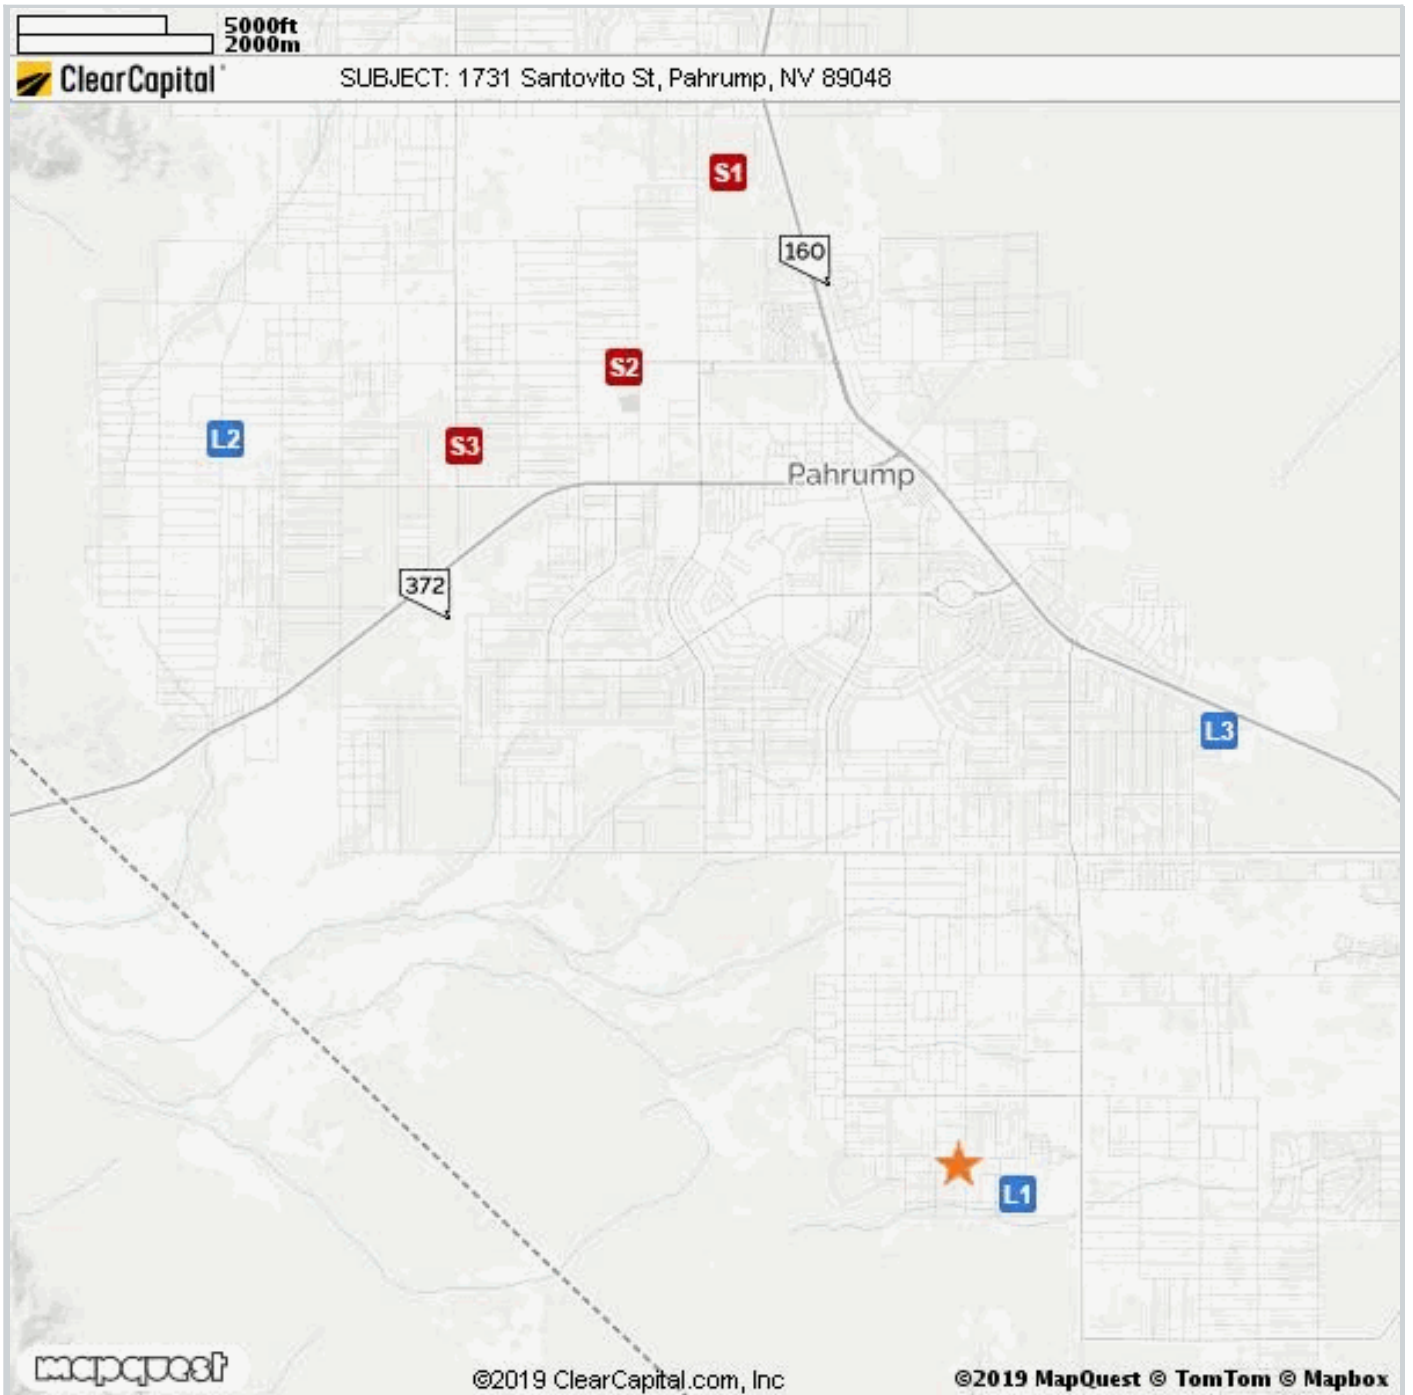 5000ft
2000m
ClearCapital SUBJECT: 1731 Santovito St, Pahrump, NV 89048
S1
160
S2
L2
S3
Pahrump
372
L3
L1
mapquest
©2019 ClearCapital.com, Inc
©2019 MapQuest © TomTom © Mapbox